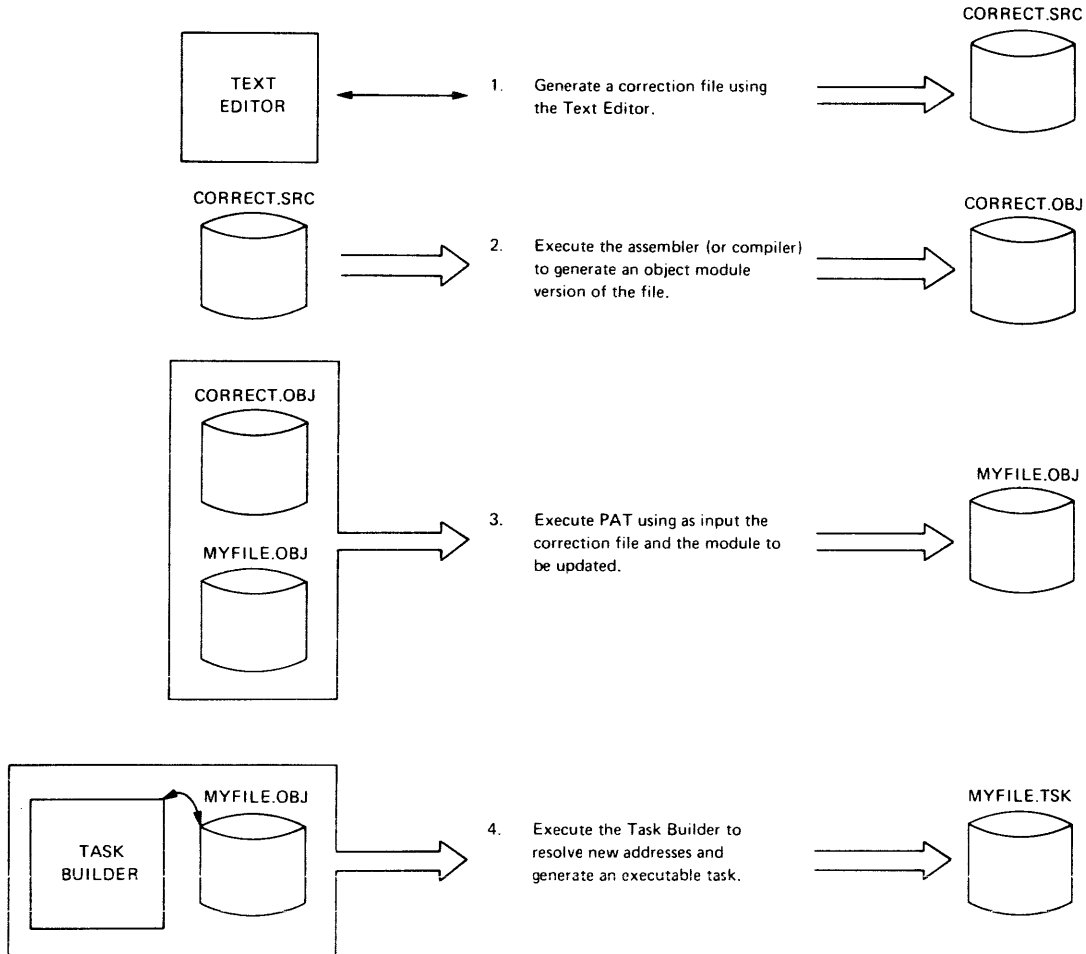 CORRECT.SRC
TEXT
EDITOR
1. Generate a correction file using
the Text Editor.
CORRECT.SRC
2. Execute the assembler (or compiler)
to generate an object module
version of the file.
CORRECT.OBJ
CORRECT.OBJ
MYFILE.OBJ
3. Execute PAT using as input the
correction file and the module to
be updated.
MYFILE.OBJ
TASK
BUILDER
MYFILE.OBJ
4. Execute the Task Builder to
resolve new addresses and
generate an executable task.
MYFILE.TSK